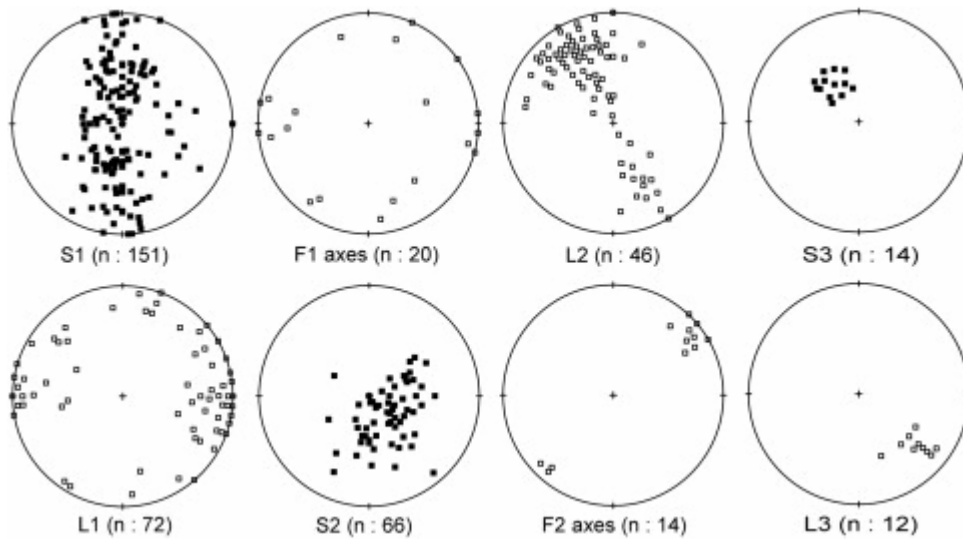 S1 (n : 151)
F1 axes (n : 20)
L2 (n : 46)
S3 (n : 14)
L1 (n : 72)
S2 (n : 66)
F2 axes (n : 14)
L3 (n : 12)